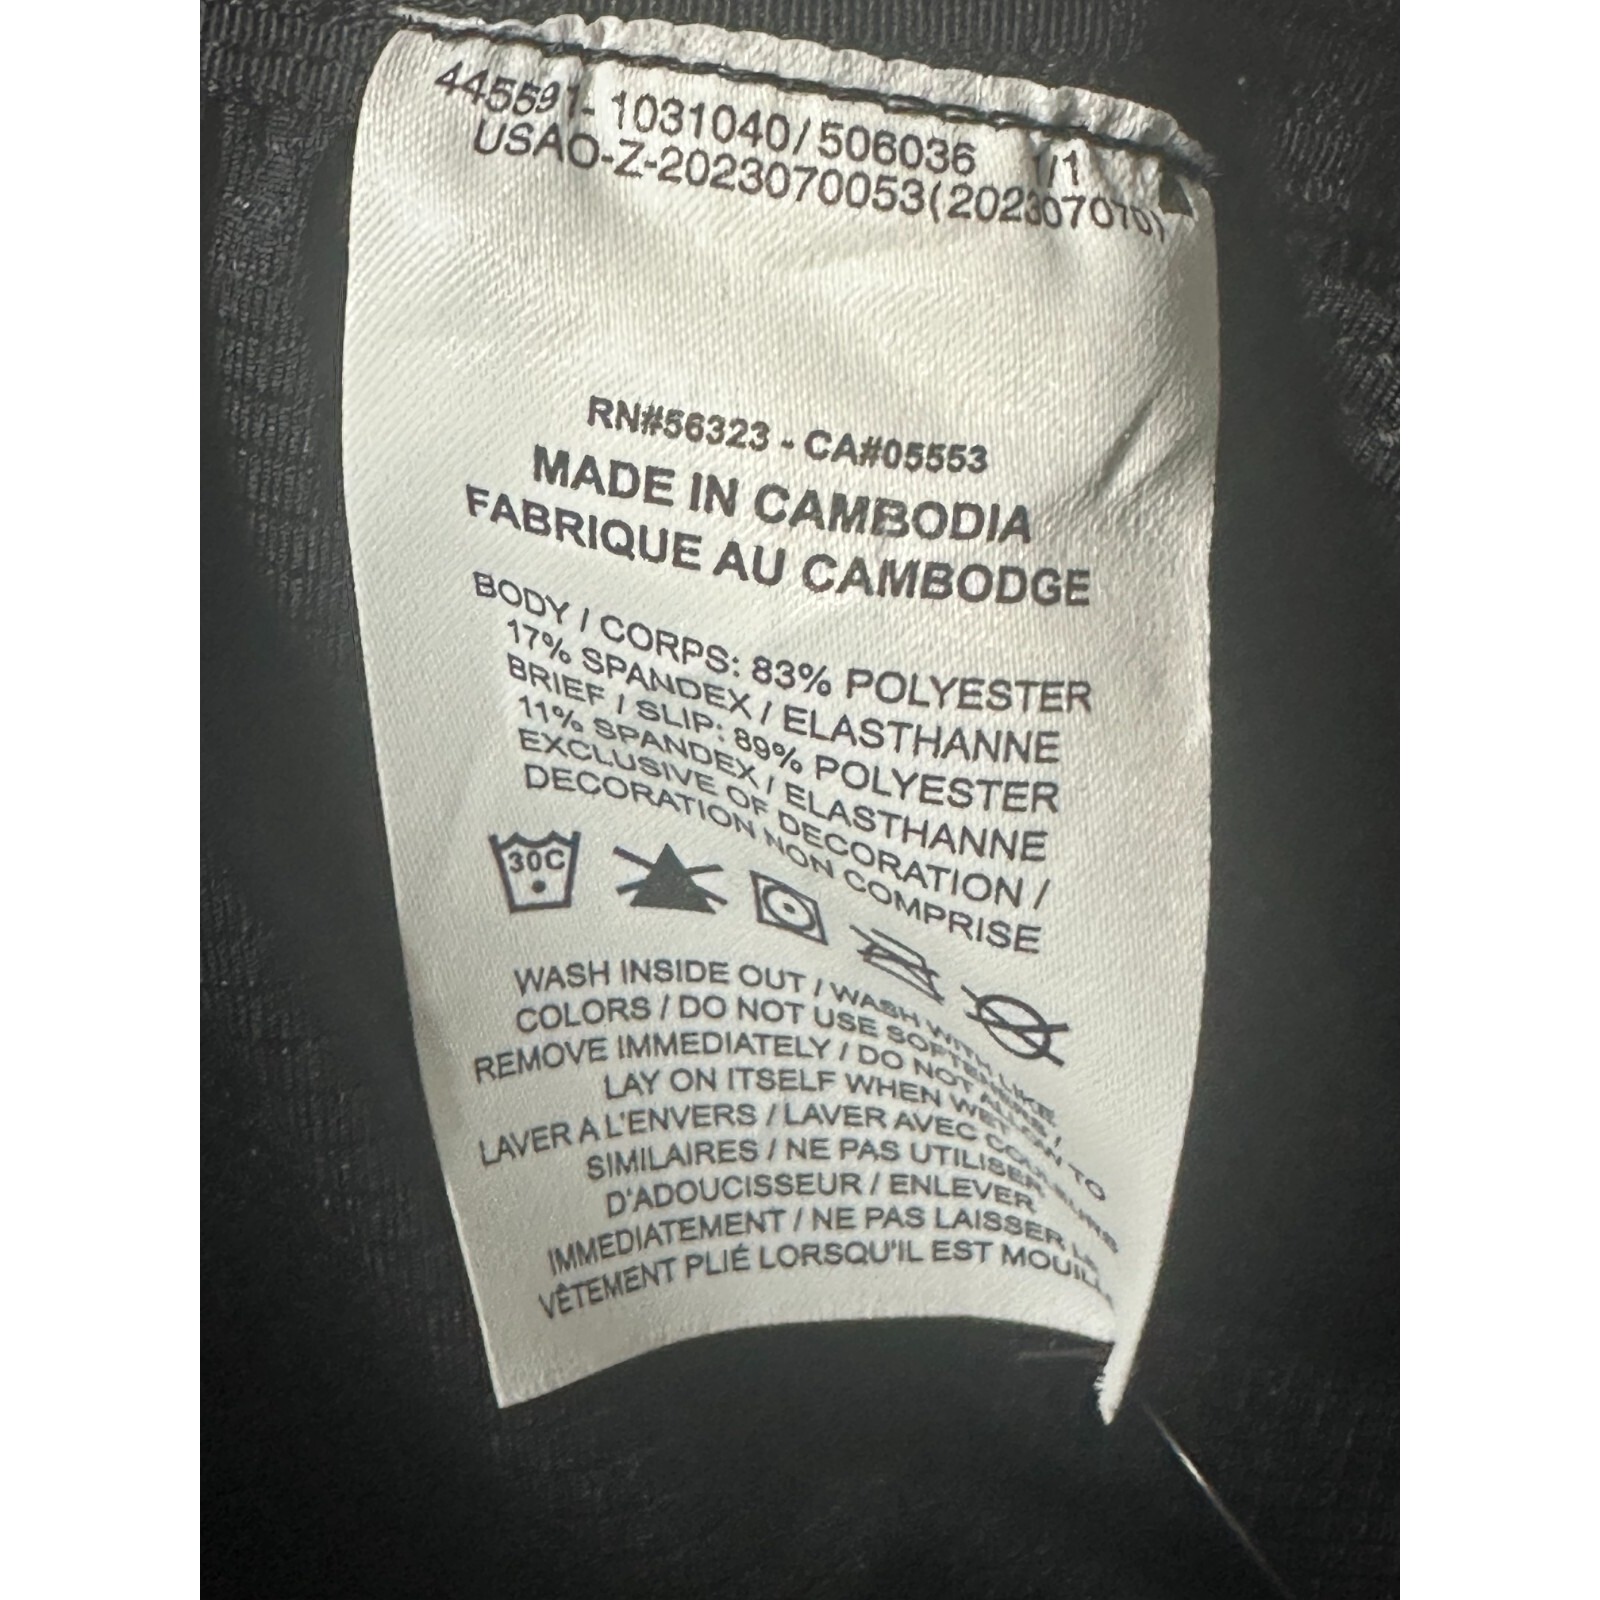 445591- 1031040/506036 1/1
USAO-Z-2023070053(20230707
RN#56323 - CA#05553
MADE IN CAMBODIA
FABRIQUE AU CAMBODGE
BODY / CORPS: 83% POLYESTER
17% SPANDEX / ELASTHANNE
BRIEF / SLIP: 89% POLYESTER
11% SPANDEX / ELASTHANNE
EXCLUSIVE OF DECORATION /
DECORATION NON COMPRISE
30C
WASH INSIDE OUT / WASH WITH LIKE
COLORS / DO NOT USE SOFTENERS /
REMOVE IMMEDIATELY / DO NOT ALLOW TO
LAY ON ITSELF WHEN WET
LAVER A L'ENVERS / LAVER AVEC COULEURS
SIMILAIRES / NE PAS UTILISER
D'ADOUCISSEUR / ENLEVER
IMMEDIATEMENT / NE PAS LAISSER LE
VÊTEMENT PLIÉ LORSQU'IL EST MOUILL